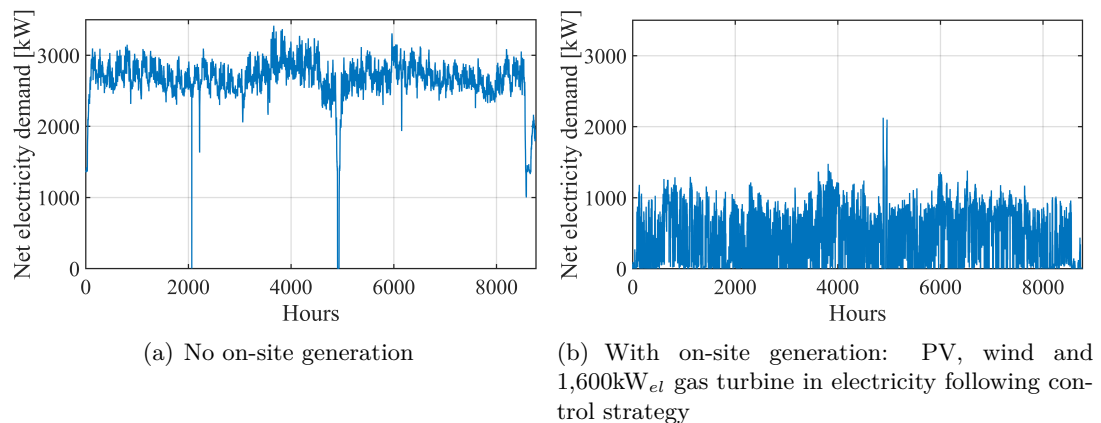 Net electricity demand [kW]
3000
2000
1000
0
0
2000
4000
6000
8000
Hours
(a) No on-site generation
Net electricity demand [kW]
3000
2000
1000
0
0
2000
4000
6000
8000
Hours
(b) With on-site generation: PV, wind and
1,600kWel gas turbine in electricity following con-
trol strategy